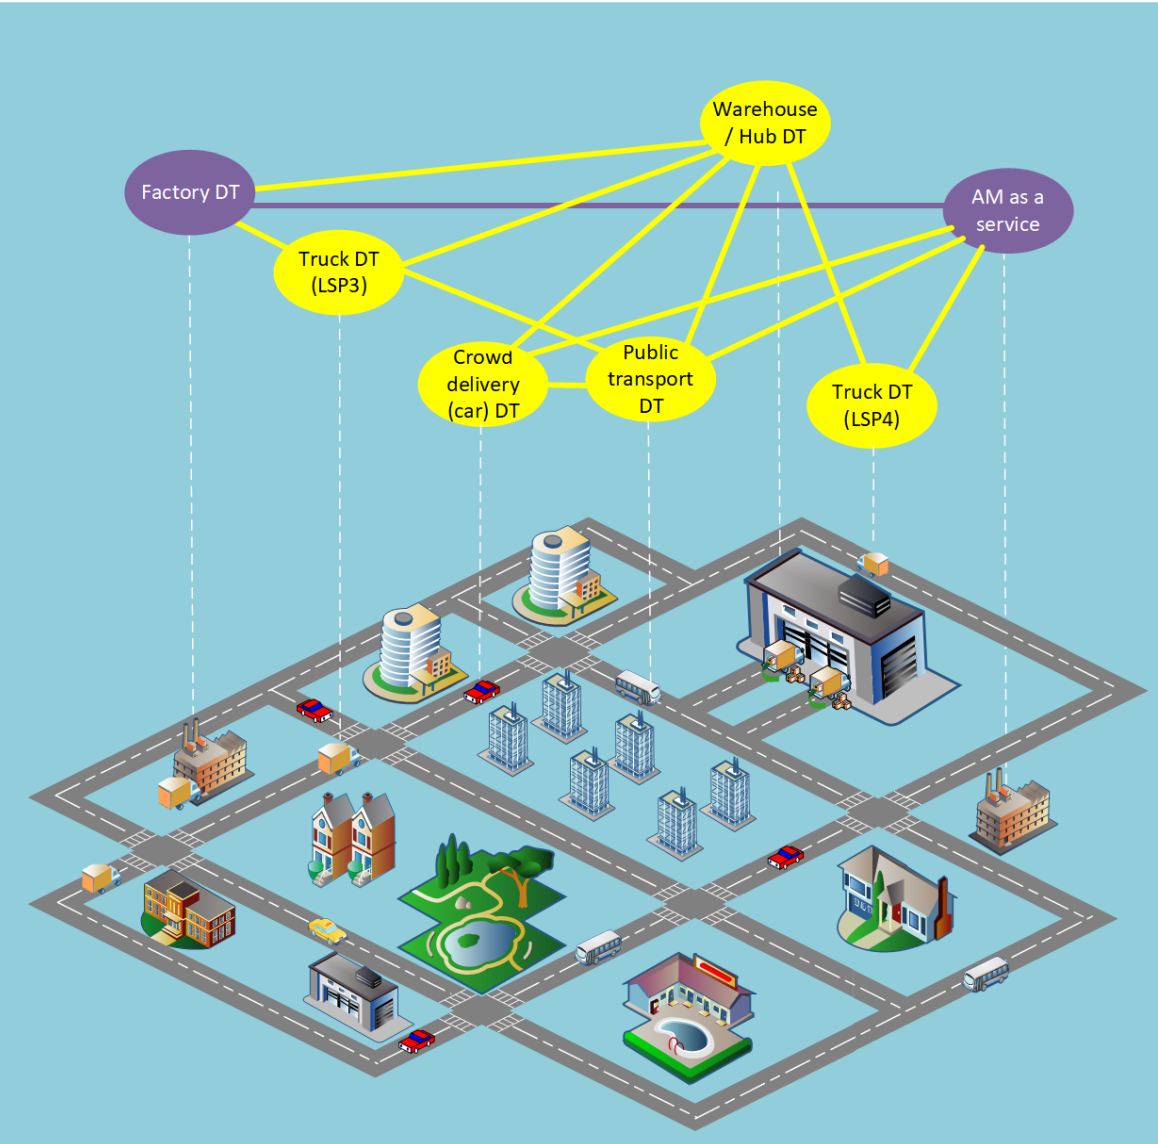 Warehouse
/ Hub DT
Factory DT
AM as a
service
Truck DT
(LSP3)
Crowd
delivery
(car) DT
Public
transport
DT
Truck DT
(LSP4)